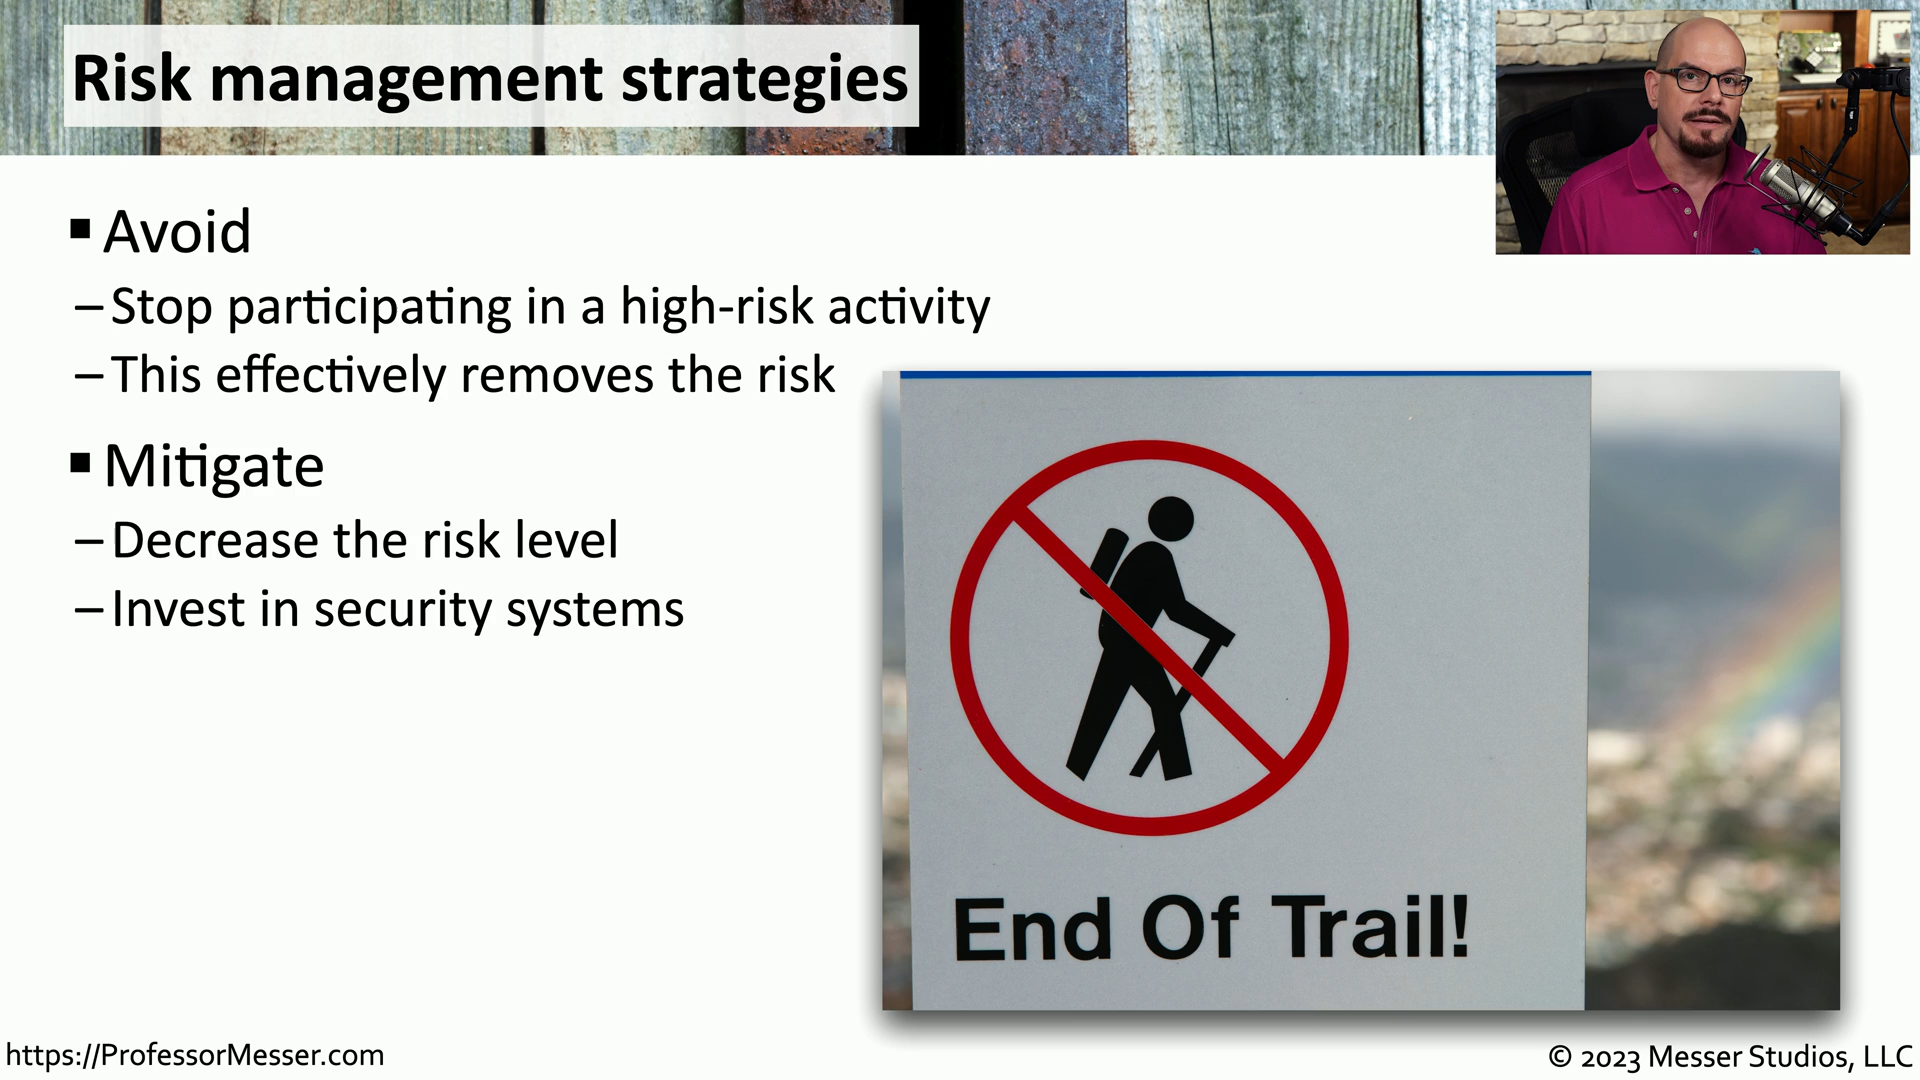 Risk management strategies
▪ Avoid
– Stop participating in a high-risk activity
– This effectively removes the risk
▪ Mitigate
– Decrease the risk level
– Invest in security systems
End Of Trail!
https://ProfessorMesser.com
© 2023 Messer Studios, LLC